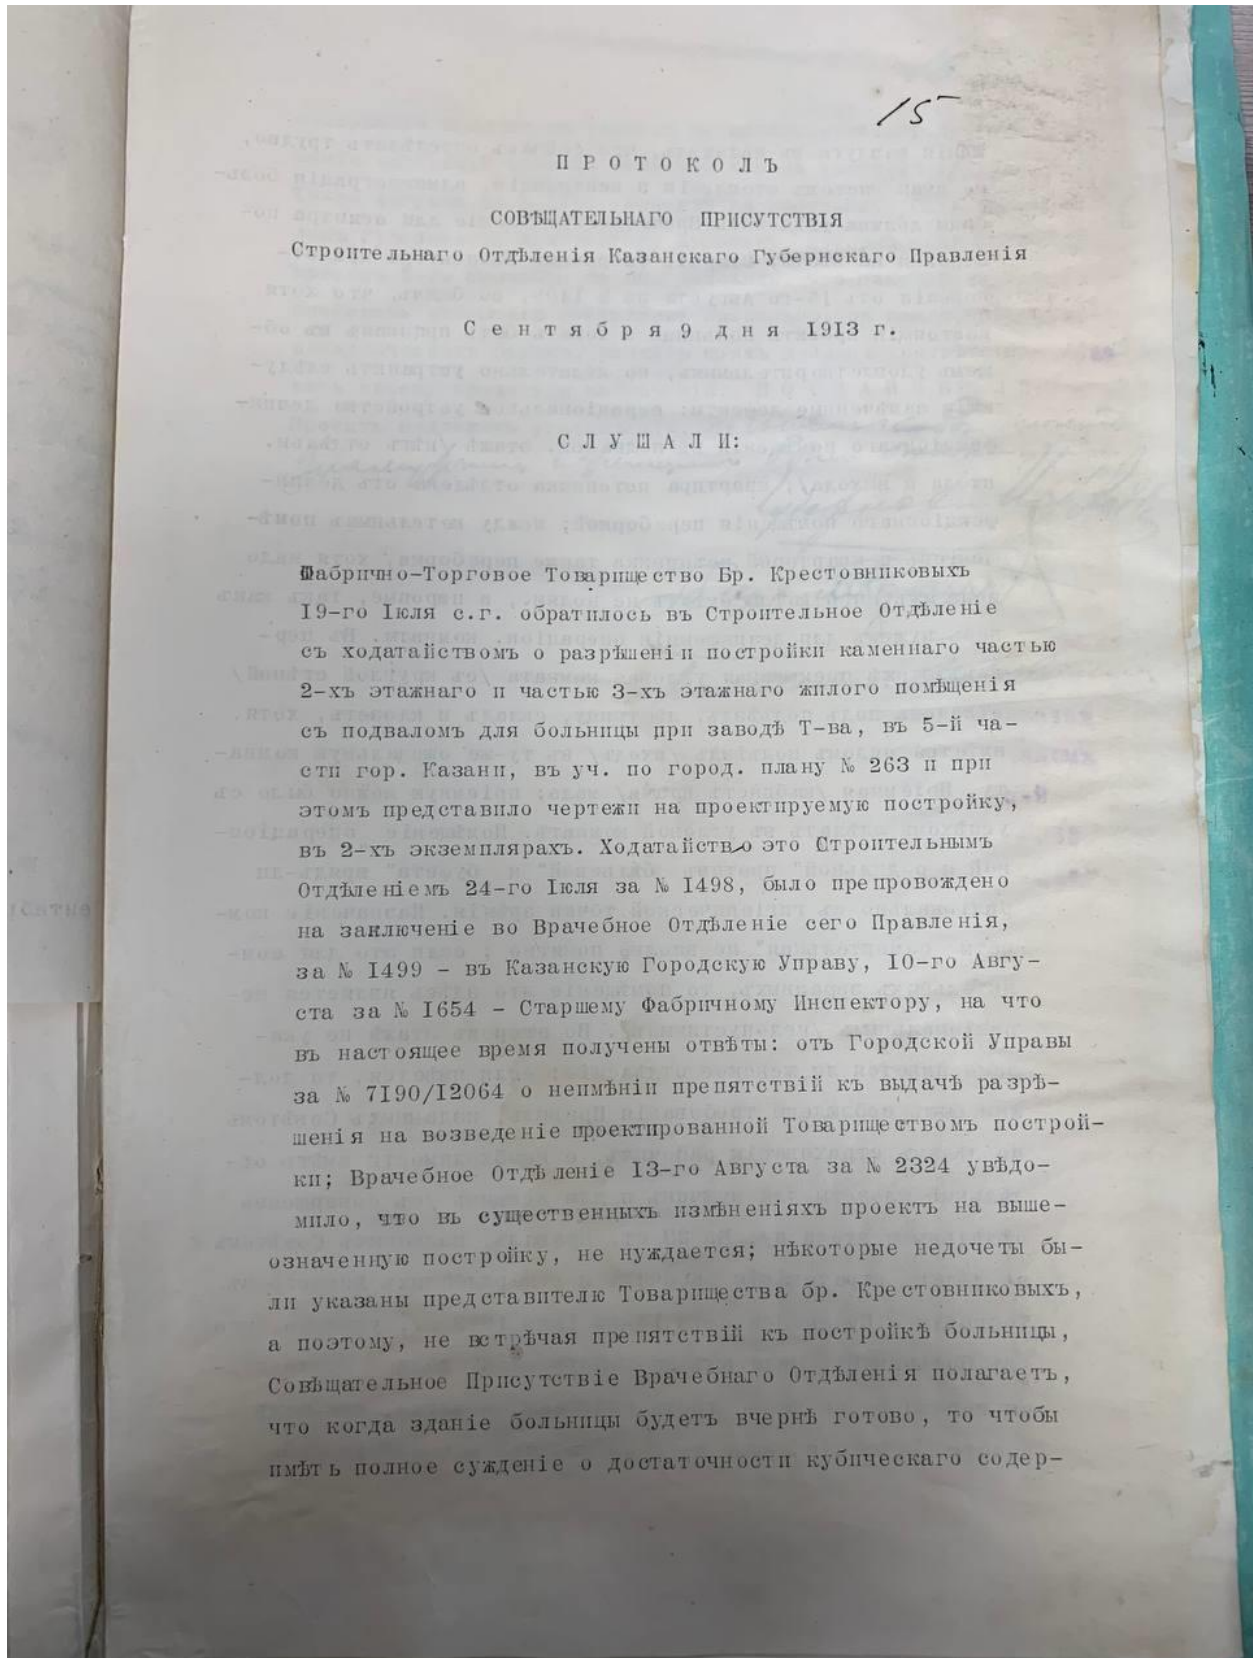 15
ПРОТОКОЛЪ
СОВѢЩАТЕЛЬНАГО ПРИСУТСТВІЯ
Строительнаго Отдѣленія Казанскаго Губернскаго Правленія
Сентября 9 дня 1913 г.
СЛУШАЛИ:
Фабрично-Торговое Товарищество Бр. Крестовниковыхъ
19-го Іюля с.г. обратилось въ Строительное Отдѣленіе
съ ходатайствомъ о разрѣшеніи постройки каменнаго частью
2-хъ этажнаго и частью 3-хъ этажнаго жилого помѣщенія
съ подваломъ для больницы при заводѣ Т-ва, въ 5-й ча-
сти гор. Казани, въ уч. по город. плану № 263 и при
этомъ представило чертежи на проектируемую постройку,
въ 2-хъ экземплярахъ. Ходатайство это Строительнымъ
Отдѣленіемъ 24-го Іюля за № 1498, было препровождено
на заключеніе во Врачебное Отдѣленіе сего Правленія,
за № 1499 - въ Казанскую Городскую Управу, 10-го Авгу-
ста за № 1654 - Старшему Фабричному Инспектору, на что
въ настоящее время получены отвѣты: отъ Городской Управы
за № 7190/12064 о неимѣніи препятствій къ выдачѣ разрѣ-
шенія на возведеніе проектированной Товариществомъ построй-
ки; Врачебное Отдѣленіе 13-го Августа за № 2324 увѣдо-
мило, что въ существенныхъ измѣненіяхъ проектъ на выше-
означенную постройку, не нуждается; нѣкоторые недочеты бы-
ли указаны представителю Товарищества бр. Крестовниковыхъ,
а поэтому, не встрѣчая препятствій къ постройкѣ больницы,
Совѣщательное Присутствіе Врачебнаго Отдѣленія полагаетъ,
что когда зданіе больницы будетъ вчернѣ готово, то чтобы
имѣть полное сужденіе о достаточности кубическаго содер-